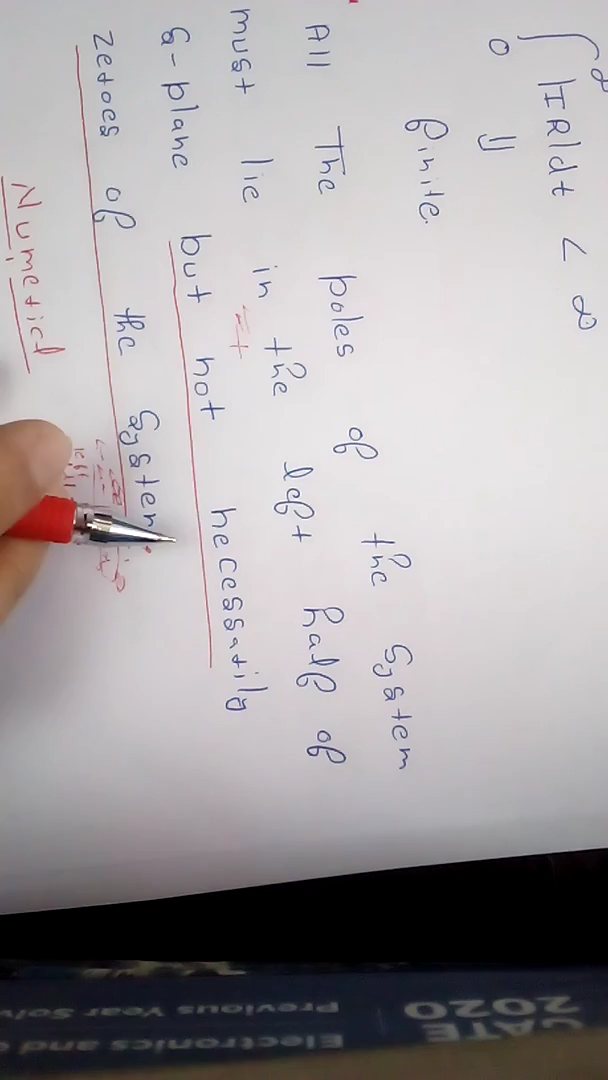 ∫₀^∞ |IR|dt < ∞
finite.
All The poles of the system
must lie in the left half of
s-plane but not necessarily
zeroes of the system
Numerical
GATE
2020
Previous Year Solv
Electronics and